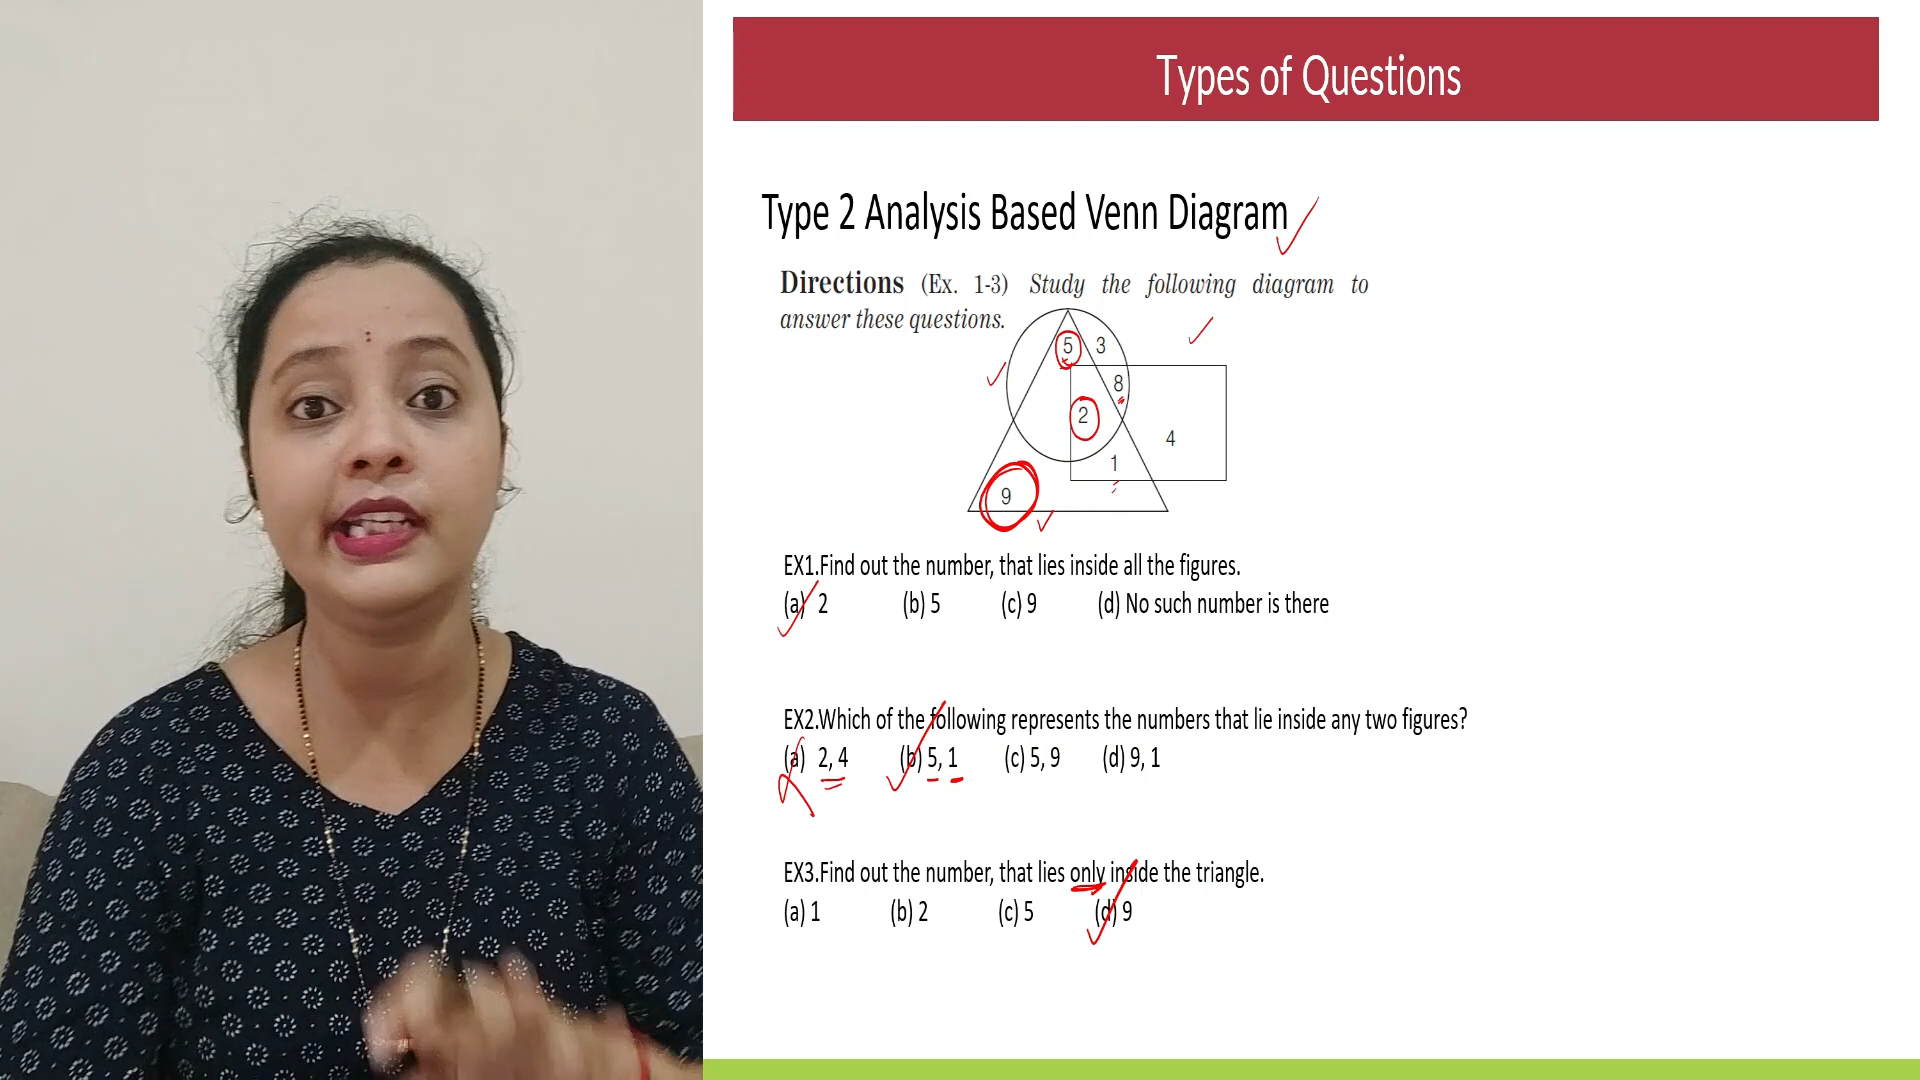 Types of Questions
Type 2 Analysis Based Venn Diagram
Directions (Ex. 1-3) Study the following diagram to
answer these questions.
5 3
8
2
4
1
9
EX1.Find out the number, that lies inside all the figures.
(a) 2 (b) 5 (c) 9 (d) No such number is there
EX2.Which of the following represents the numbers that lie inside any two figures?
(a) 2, 4 (b) 5, 1 (c) 5, 9 (d) 9, 1
EX3.Find out the number, that lies only inside the triangle.
(a) 1 (b) 2 (c) 5 (d) 9